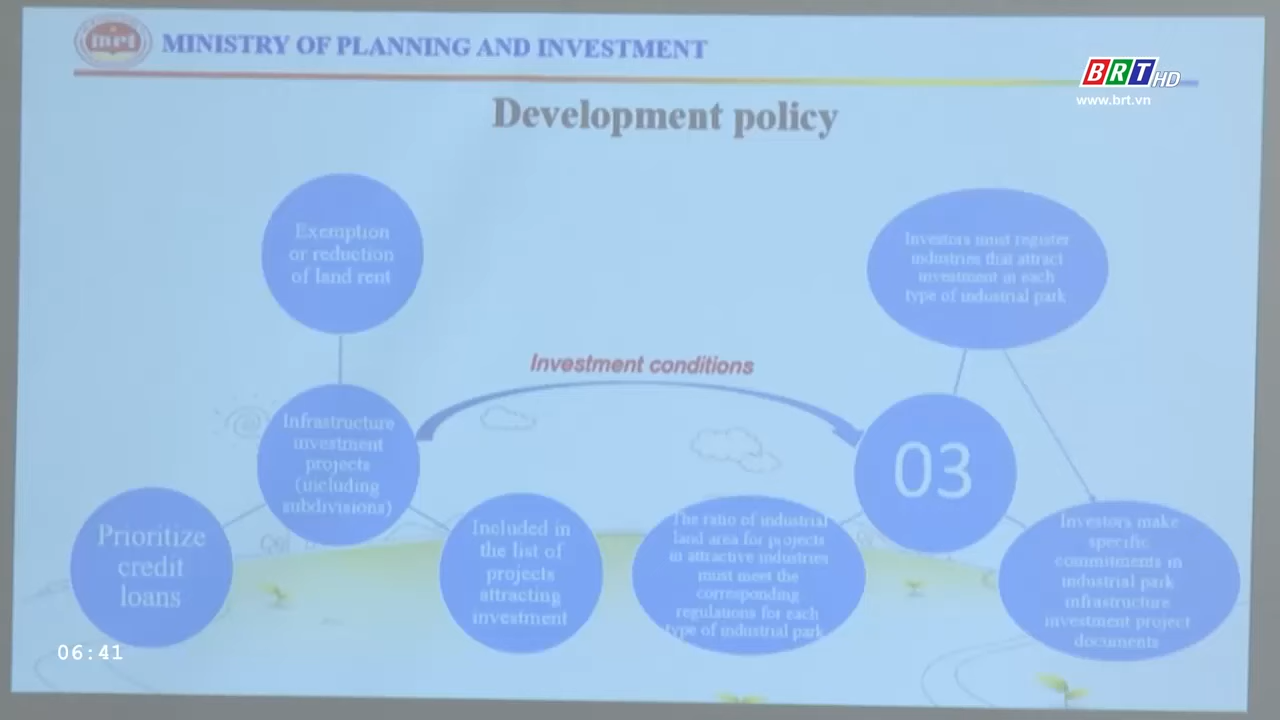 mpi
MINISTRY OF PLANNING AND INVESTMENT
BRT HD
www.brt.vn
Development policy
Exemption
or reduction
of land rent
Investors must register
industries that attract
investment in each
type of industrial park
Investment conditions
Infrastructure
investment
projects
(including
subdivisions)
03
Prioritize
credit
loans
Included in
the list of
projects
attracting
investment
The ratio of industrial
land area for projects
in attractive industries
must meet the
corresponding
regulations for each
type of industrial park
Investors make
specific
commitments in
industrial park
infrastructure
investment project
documents
06:41